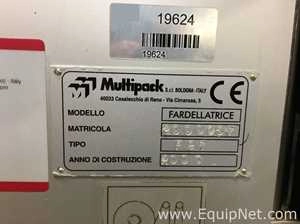 19624
19624
Multipack S.r.l. BOLOGNA - ITALY
40033 Casalecchio di Reno - Via Cimarosa, 5
CE
MODELLO FARDELLATRICE
MATRICOLA
TIPO
ANNO DI COSTRUZIONE
EquipNet.com